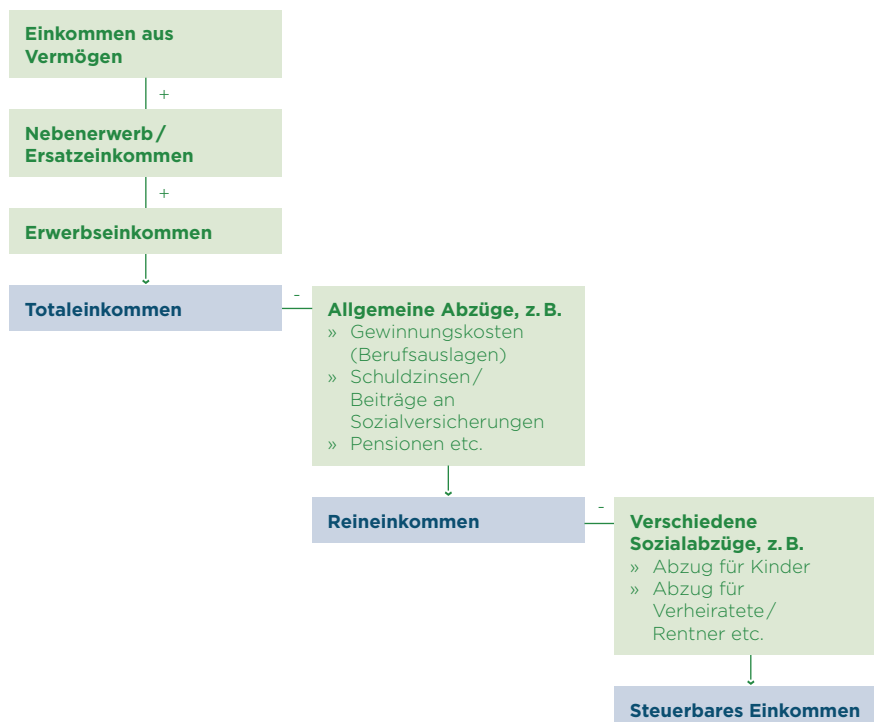 Einkommen aus
Vermögen
+
Nebenerwerb /
Ersatzeinkommen
+
Erwerbseinkommen
Totaleinkommen
-
Allgemeine Abzüge, z. B.
» Gewinnungskosten
(Berufsauslagen)
» Schuldzinsen /
Beiträge an
Sozialversicherungen
» Pensionen etc.
Reineinkommen
-
Verschiedene
Sozialabzüge, z. B.
» Abzug für Kinder
» Abzug für
Verheiratete /
Rentner etc.
Steuerbares Einkommen